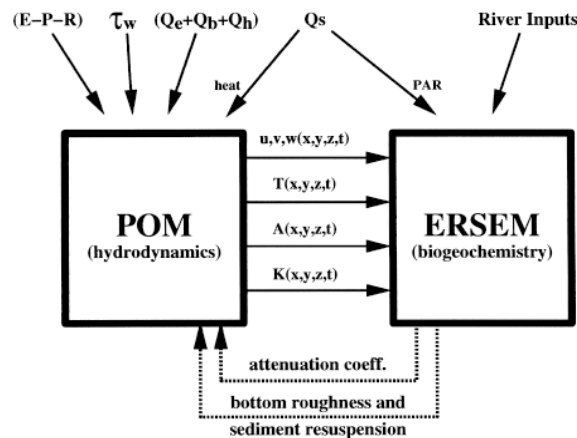 (E-P-R) τw (Qe+Qb+Qh) Qs River Inputs
heat PAR
u,v,w(x,y,z,t)
T(x,y,z,t)
POM
(hydrodynamics)
ERSEM
(biogeochemistry)
A(x,y,z,t)
K(x,y,z,t)
attenuation coeff.
bottom roughness and
sediment resuspension